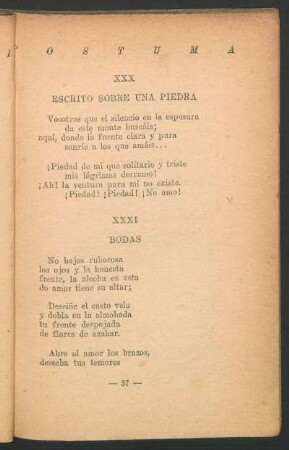 P O S T U M A
XXX
ESCRITO SOBRE UNA PIEDRA
Vosotros que el silencio en la espesura
de este monte buscáis;
aquí, donde la fuente clara y pura
sonríe a los que amáis...
¡Piedad de mí que solitario y triste
mis lágrimas derramo!
¡Ah! la ventura para mí no existe.
¡Piedad! ¡Piedad! ¡No amo!
XXXI
BODAS
No bajes ruborosa
los ojos y la honesta
frente, la alcoba es esta
do amor tiene su altar;
Desciñe el casto velo
y dobla en la almohada
tu frente despojada
de flores de azahar.
Abre al amor los brazos,
desecha tus temores
— 37 —